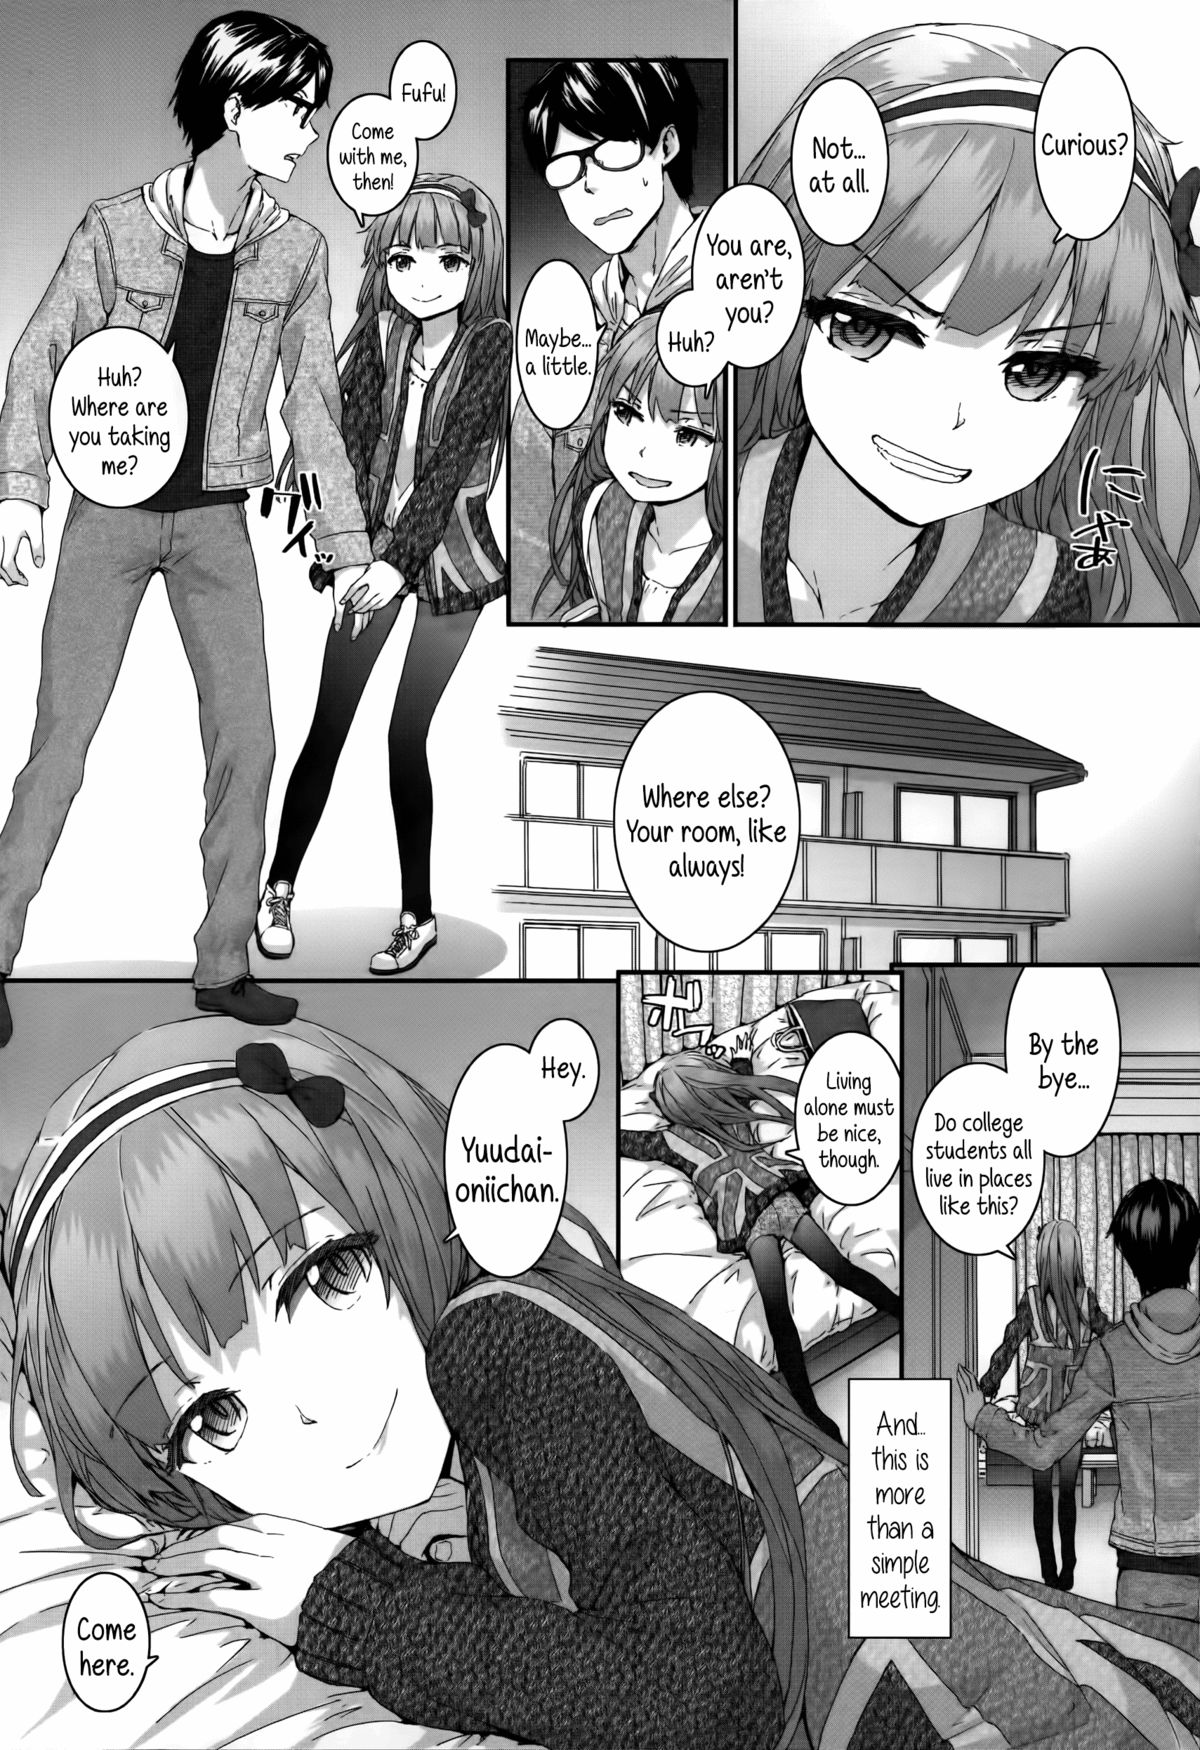 Curious?
Not...
at all.
You are,
aren't
you?
Huh?
Maybe...
a little.
Fufu!
Come
with me,
then!
Huh?
Where are
you taking
me?
にやあ
グイッ
Where else?
Your room, like
always!
By the
bye...
Do college
students all
live in places
like this?
Living
alone must
be nice,
though.
And...
this is
more
than a
simple
meeting.
Hey.
Yuudai-
oniichan.
Come
here.